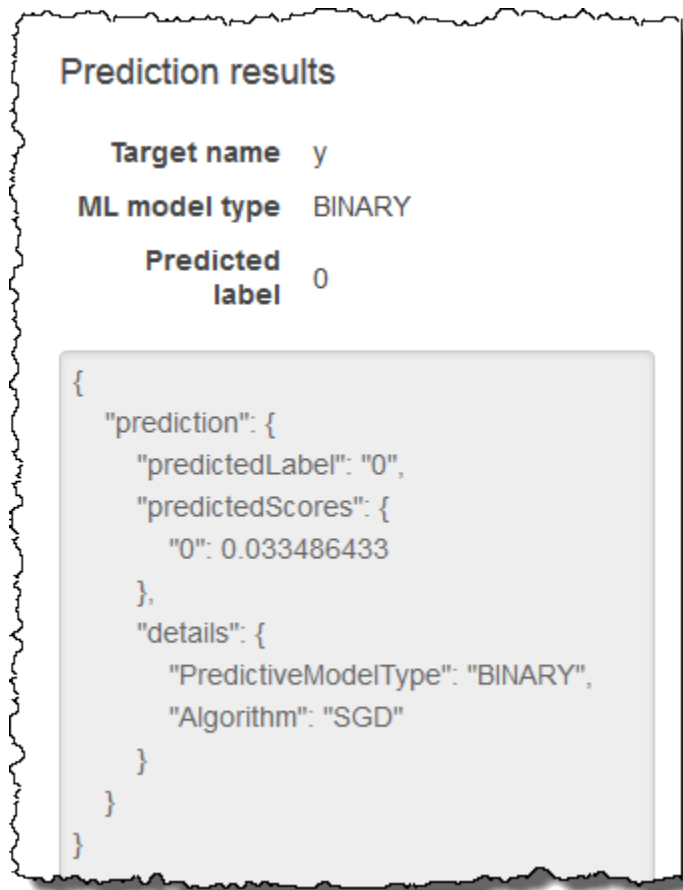 Prediction results
Target name y
ML model type BINARY
Predicted
label 0
{
"prediction": {
"predictedLabel": "0",
"predictedScores": {
"0": 0.033486433
},
"details": {
"PredictiveModelType": "BINARY",
"Algorithm": "SGD"
}
}
}